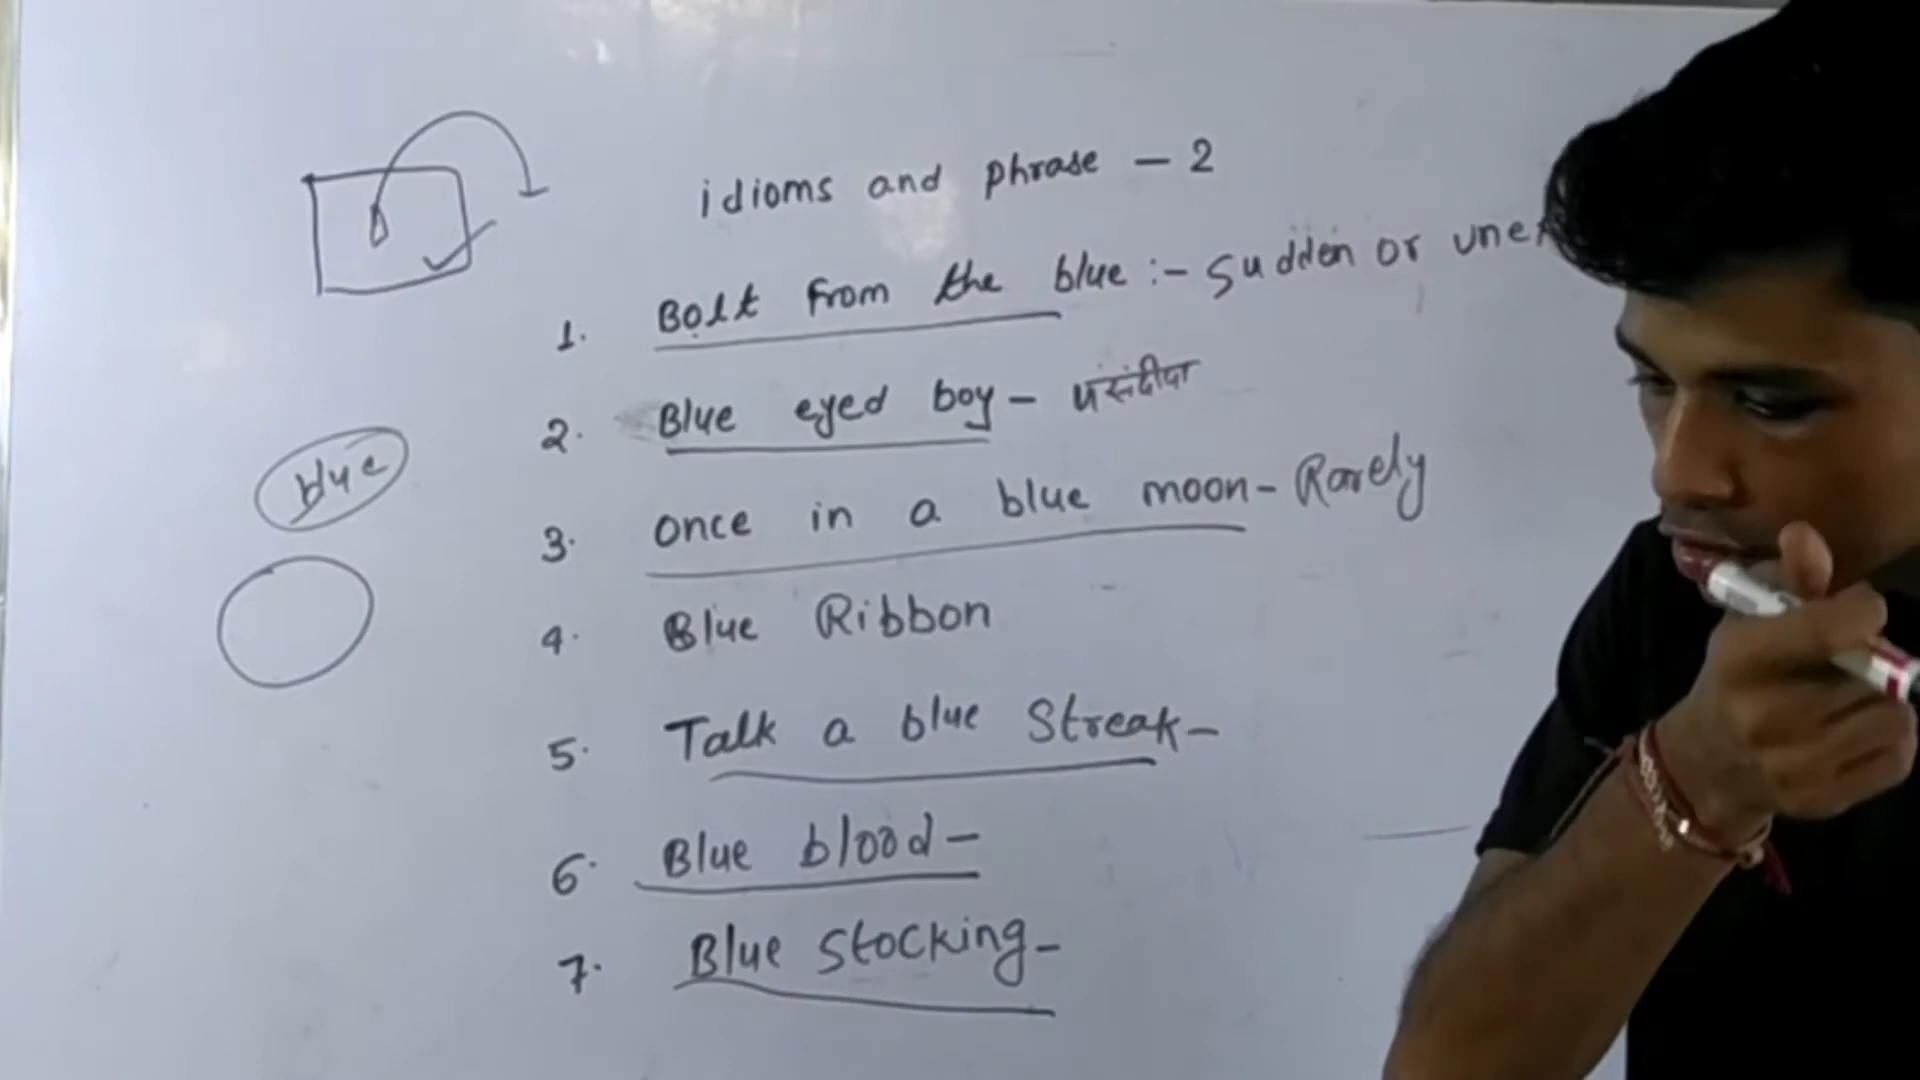 idioms and phrase - 2
1. Bolt from the blue :- Sudden or une
2. Blue eyed boy -
3. once in a blue moon - Rarely
blue
4. Blue Ribbon
5. Talk a blue Streak -
6. Blue blood -
7. Blue Stocking -